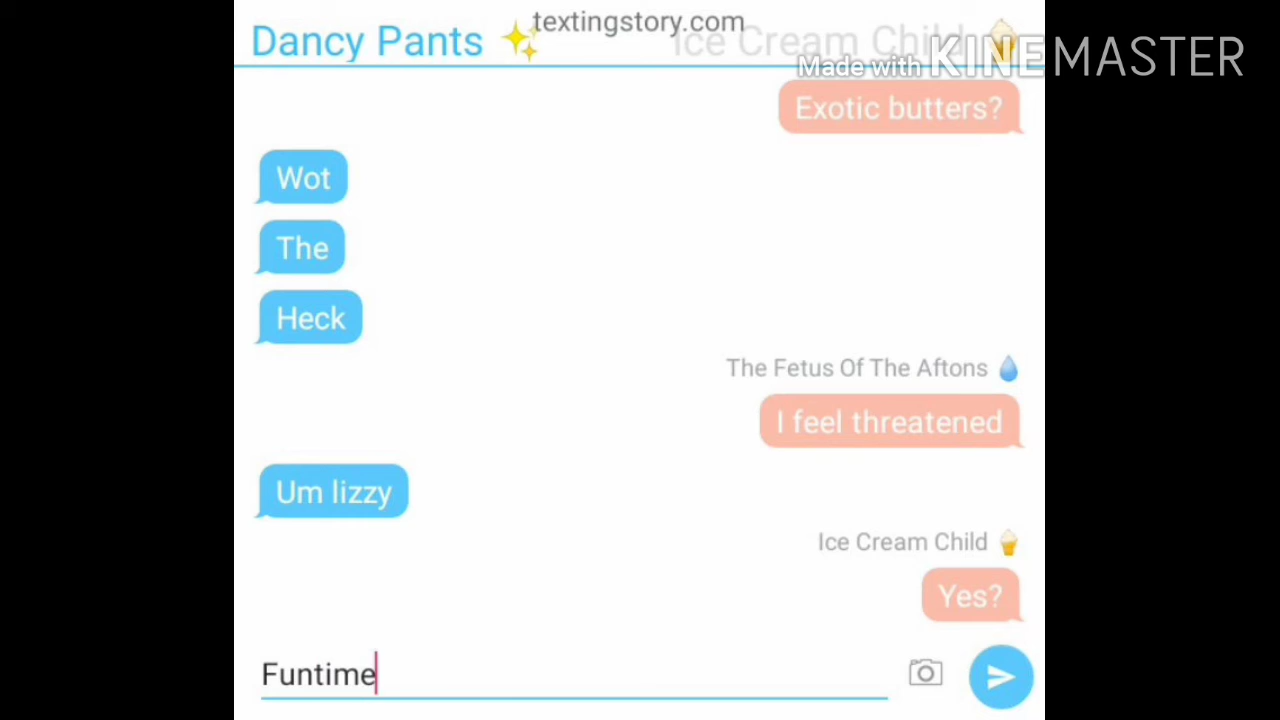 textingstory.com
Dancy Pants ✨ Ice Cream Child 🍦
Made with KINEMASTER
Exotic butters?
Wot
The
Heck
The Fetus Of The Aftons 💧
I feel threatened
Um lizzy
Ice Cream Child 🍦
Yes?
Funtime